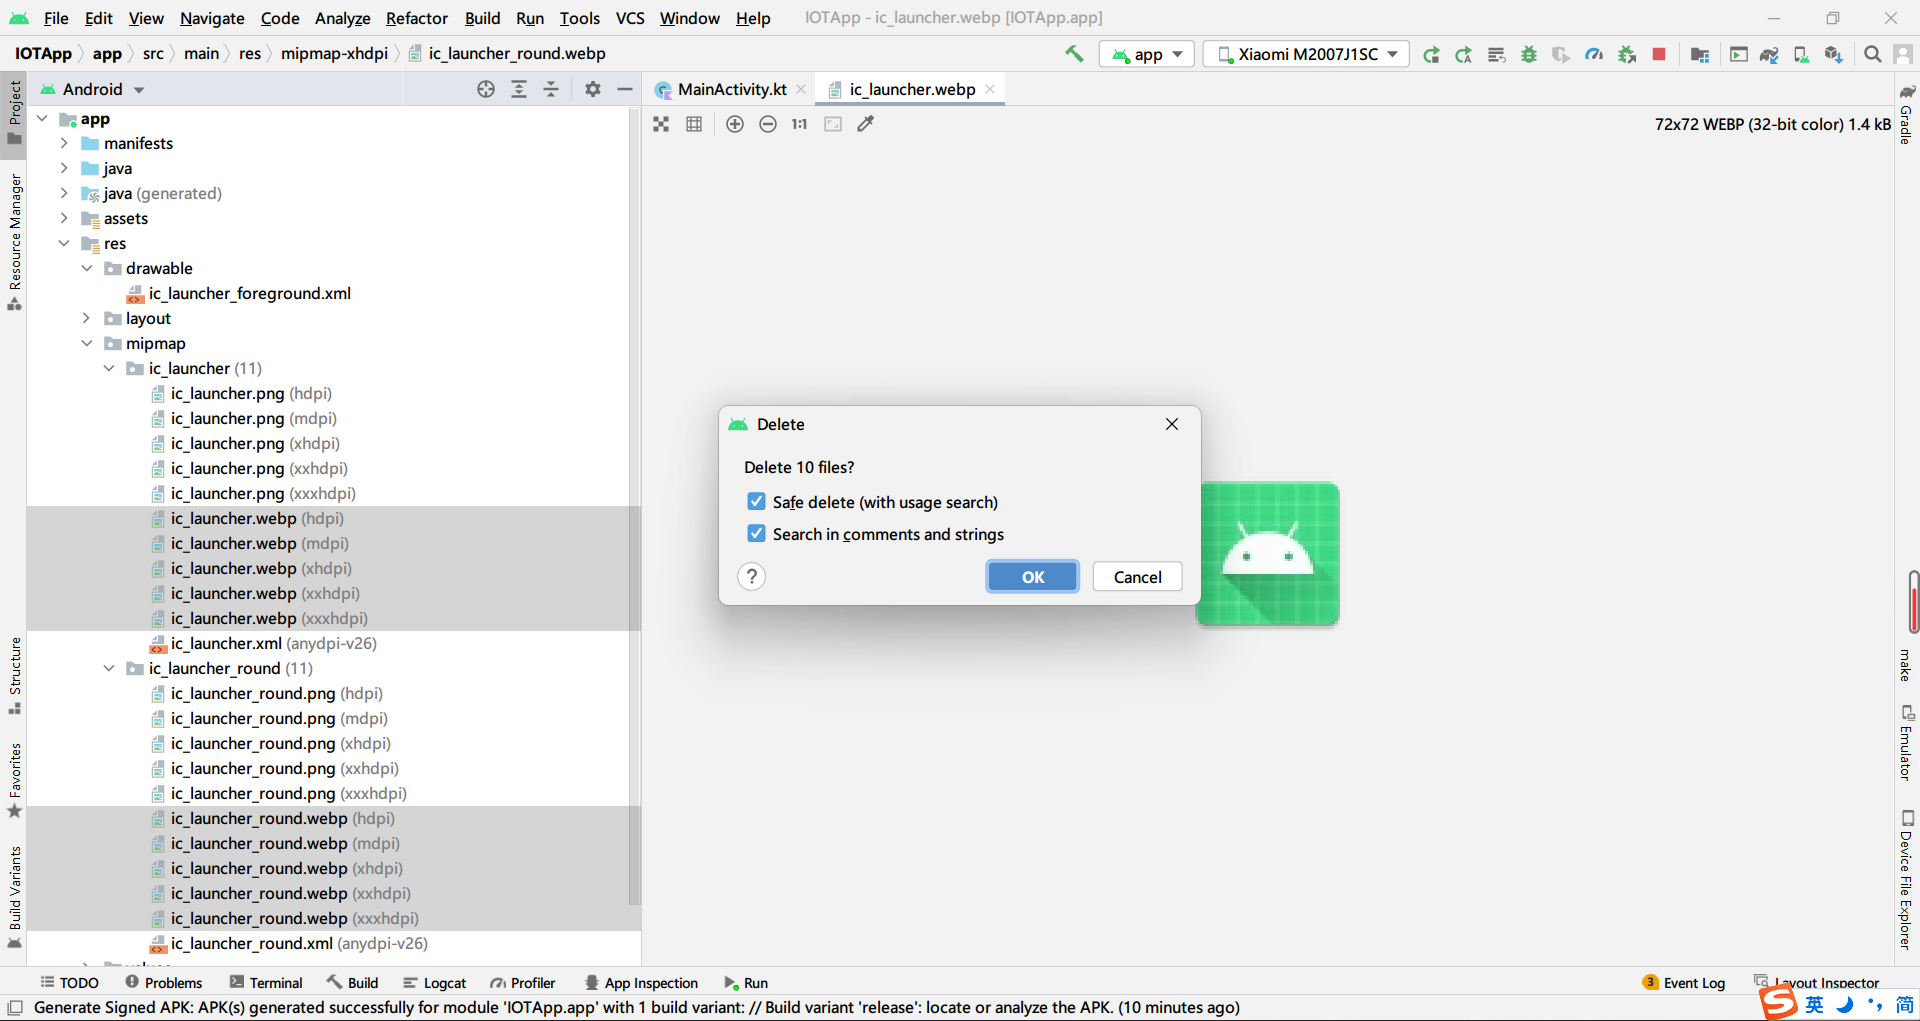 File Edit View Navigate Code Analyze Refactor Build Run Tools VCS Window Help IOTApp - ic_launcher.webp [IOTApp.app]
IOTApp app src main res mipmap-xhdpi ic_launcher_round.webp app Xiaomi M2007J1SC
Android
MainActivity.kt ic_launcher.webp
1:1 72x72 WEBP (32-bit color) 1.4 kB
Project
Resource Manager
Structure
Favorites
Build Variants
app
manifests
java
java (generated)
assets
res
drawable
ic_launcher_foreground.xml
layout
mipmap
ic_launcher (11)
ic_launcher.png (hdpi)
ic_launcher.png (mdpi)
ic_launcher.png (xhdpi)
ic_launcher.png (xxhdpi)
ic_launcher.png (xxxhdpi)
ic_launcher.webp (hdpi)
ic_launcher.webp (mdpi)
ic_launcher.webp (xhdpi)
ic_launcher.webp (xxhdpi)
ic_launcher.webp (xxxhdpi)
ic_launcher.xml (anydpi-v26)
ic_launcher_round (11)
ic_launcher_round.png (hdpi)
ic_launcher_round.png (mdpi)
ic_launcher_round.png (xhdpi)
ic_launcher_round.png (xxhdpi)
ic_launcher_round.png (xxxhdpi)
ic_launcher_round.webp (hdpi)
ic_launcher_round.webp (mdpi)
ic_launcher_round.webp (xhdpi)
ic_launcher_round.webp (xxhdpi)
ic_launcher_round.webp (xxxhdpi)
ic_launcher_round.xml (anydpi-v26)
Delete
Delete 10 files?
Safe delete (with usage search)
Search in comments and strings
? OK Cancel
Gradle
make
Emulator
Device File Explorer
TODO Problems Terminal Build Logcat Profiler App Inspection Run 3 Event Log Layout Inspector
Generate Signed APK: APK(s) generated successfully for module 'IOTApp.app' with 1 build variant: // Build variant 'release': locate or analyze the APK. (10 minutes ago)
S 英 简